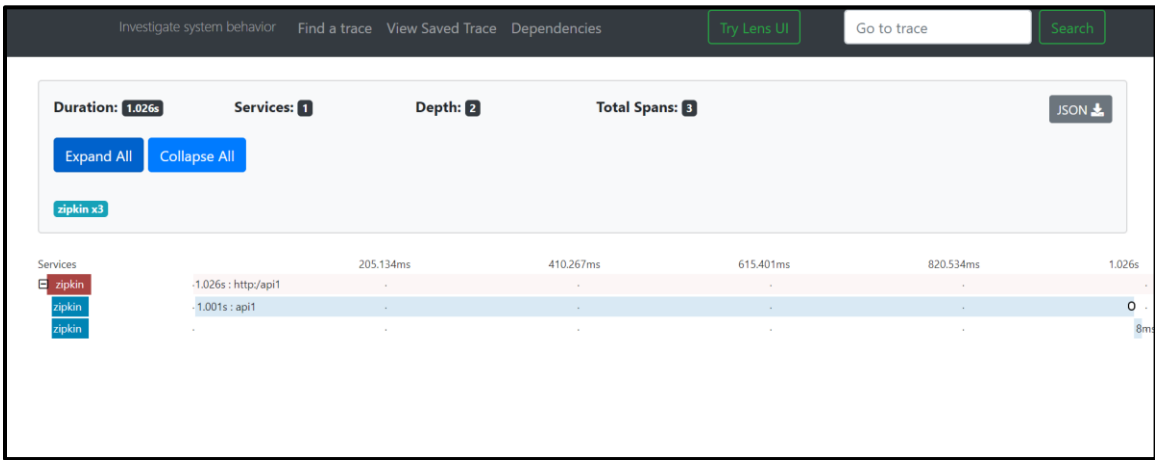 Investigate system behavior Find a trace View Saved Trace Dependencies Try Lens UI Go to trace Search
Duration: 1.026s Services: 1 Depth: 2 Total Spans: 3 JSON
Expand All Collapse All
zipkin x3
Services 205.134ms 410.267ms 615.401ms 820.534ms 1.026s
zipkin ·1.026s : http:/api1
zipkin ·1.001s : api1
zipkin 8ms